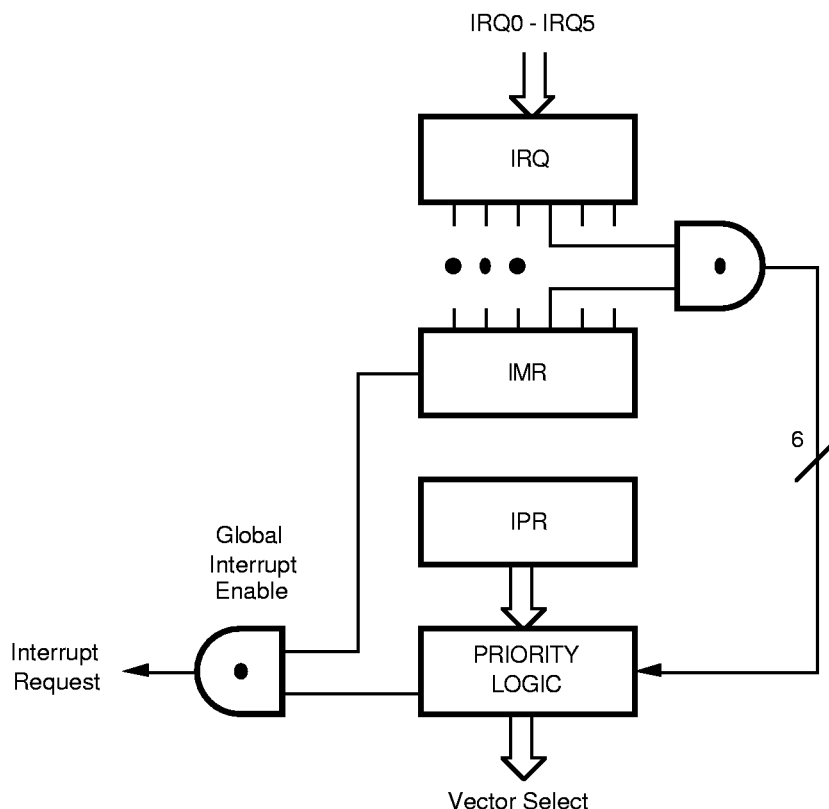 IRQ0 - IRQ5
IRQ
IMR
6
IPR
Global
Interrupt
Enable
Interrupt
Request
PRIORITY
LOGIC
Vector Select